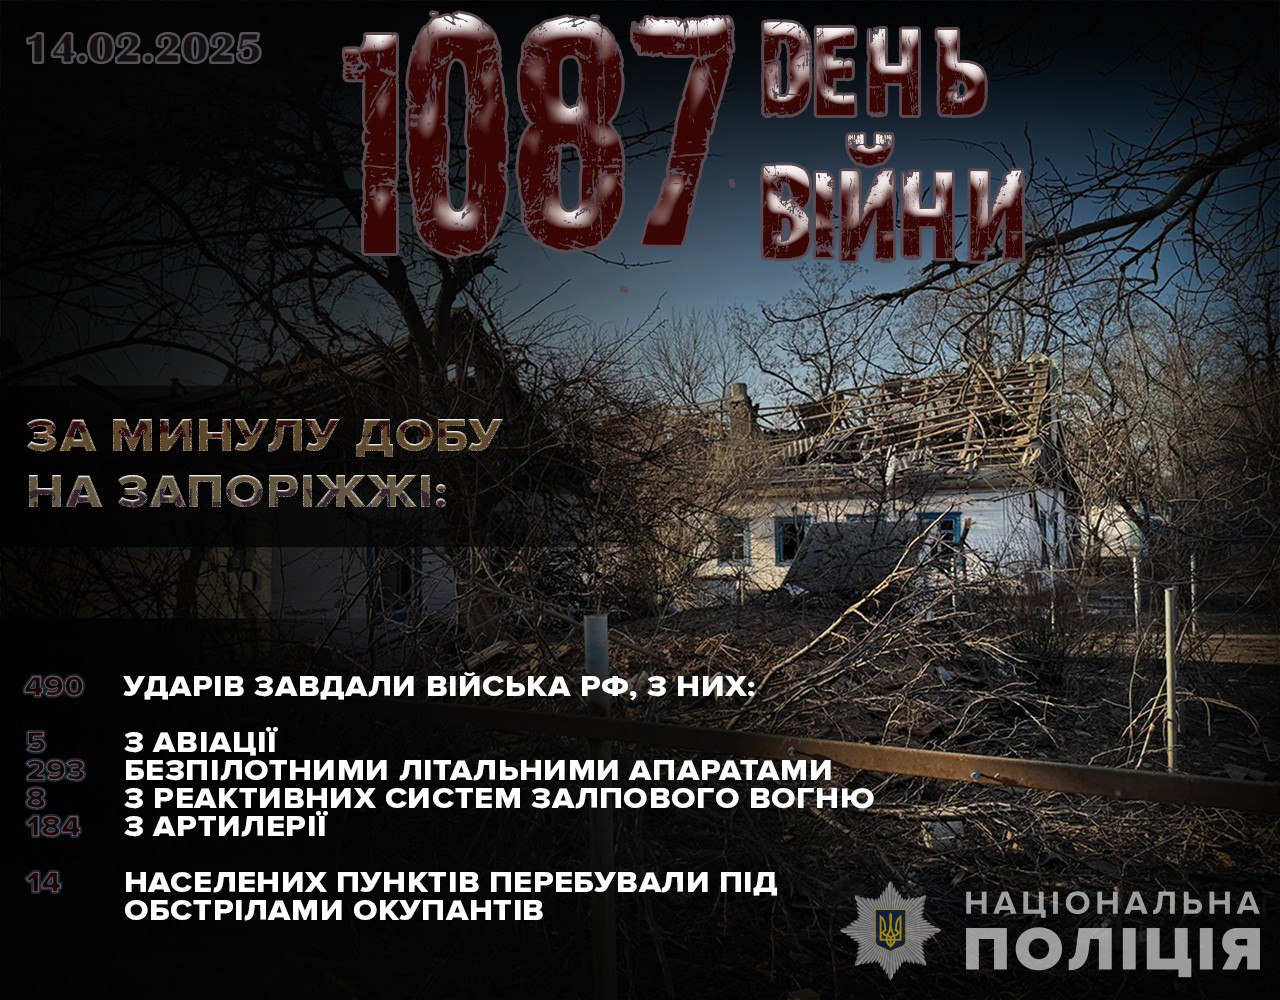 14.02.2025
1087 ДЕНЬ
ВІЙНИ
ЗА МИНУЛУ ДОБУ
НА ЗАПОРІЖЖІ:
490 УДАРІВ ЗАВДАЛИ ВІЙСЬКА РФ, З НИХ:
5 З АВІАЦІЇ
293 БЕЗПІЛОТНИМИ ЛІТАЛЬНИМИ АПАРАТАМИ
8 З РЕАКТИВНИХ СИСТЕМ ЗАЛПОВОГО ВОГНЮ
184 З АРТИЛЕРІЇ
14 НАСЕЛЕНИХ ПУНКТІВ ПЕРЕБУВАЛИ ПІД
ОБСТРІЛАМИ ОКУПАНТІВ
НАЦІОНАЛЬНА
ПОЛІЦІЯ